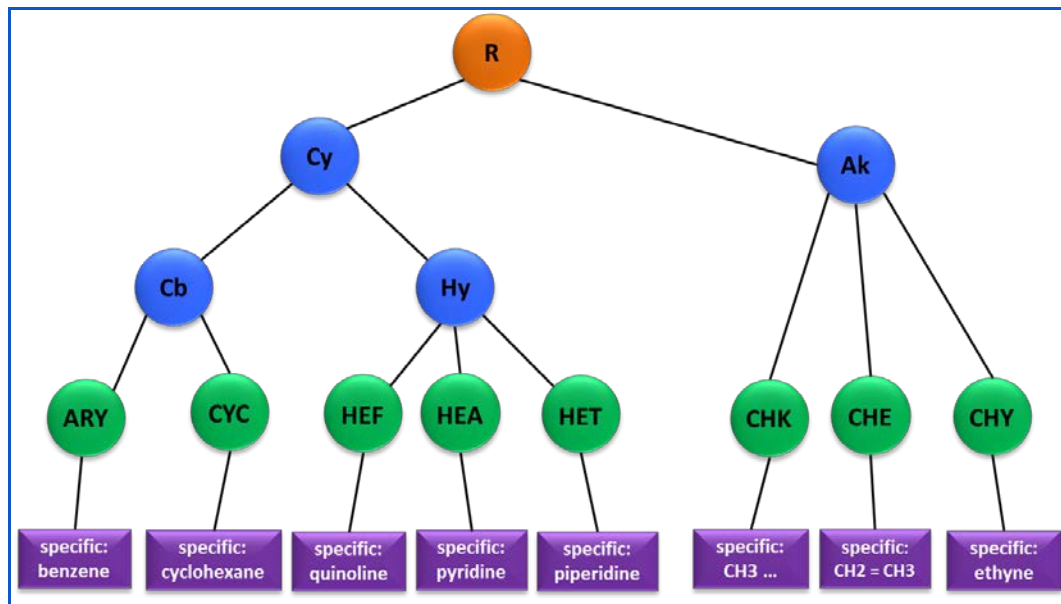 R
Cy
Ak
Cb
Hy
ARY
CYC
HEF
HEA
HET
CHK
CHE
CHY
specific:
benzene
specific:
cyclohexane
specific:
quinoline
specific:
pyridine
specific:
piperidine
specific:
CH3 ...
specific:
CH2 = CH3
specific:
ethyne